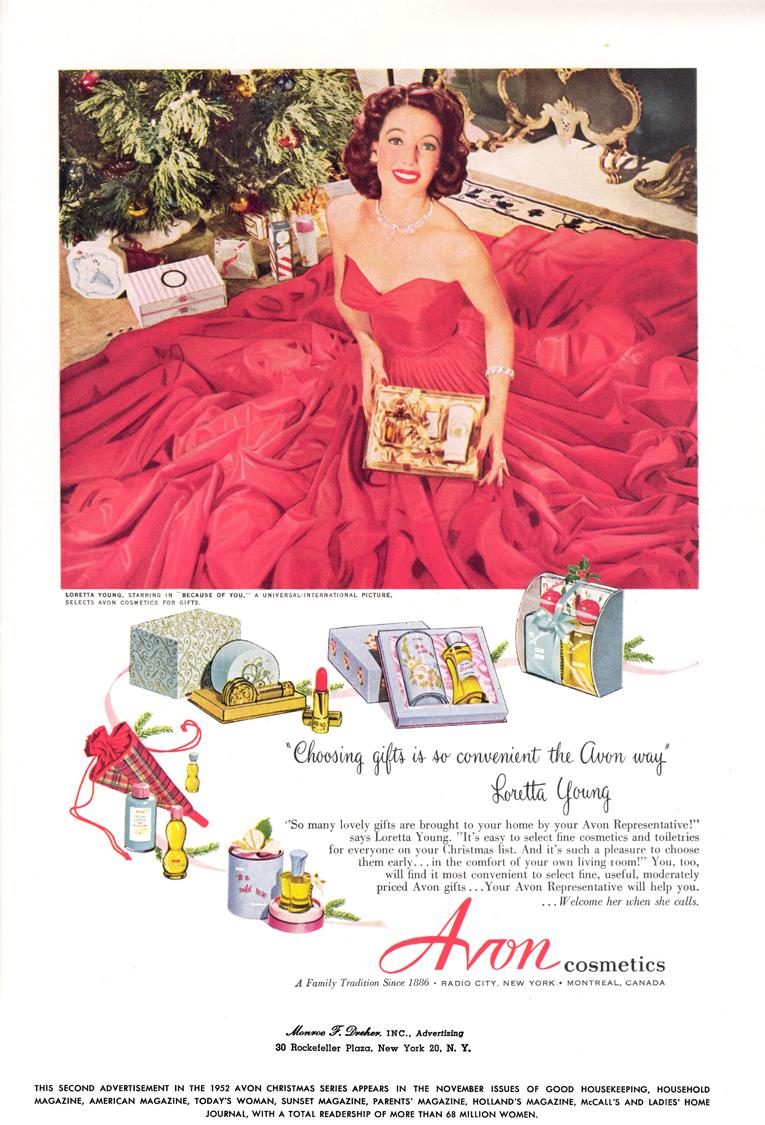 LORETTA YOUNG, STARRING IN "BECAUSE OF YOU," A UNIVERSAL-INTERNATIONAL PICTURE,
SELECTS AVON COSMETICS FOR GIFTS.
"Choosing gifts is so convenient the Avon way"
Loretta Young
"So many lovely gifts are brought to your home by your Avon Representative!"
says Loretta Young. "It's easy to select fine cosmetics and toiletries
for everyone on your Christmas list. And it's such a pleasure to choose
them early...in the comfort of your own living room!" You, too,
will find it most convenient to select fine, useful, moderately
priced Avon gifts...Your Avon Representative will help you.
...Welcome her when she calls.
to a
wild rose
Avon cosmetics
A Family Tradition Since 1886 • RADIO CITY, NEW YORK • MONTREAL, CANADA
Monroe F. Dreher, INC., Advertising
30 Rockefeller Plaza, New York 20, N. Y.
THIS SECOND ADVERTISEMENT IN THE 1952 AVON CHRISTMAS SERIES APPEARS IN THE NOVEMBER ISSUES OF GOOD HOUSEKEEPING, HOUSEHOLD
MAGAZINE, AMERICAN MAGAZINE, TODAY'S WOMAN, SUNSET MAGAZINE, PARENTS' MAGAZINE, HOLLAND'S MAGAZINE, McCALL'S AND LADIES' HOME
JOURNAL, WITH A TOTAL READERSHIP OF MORE THAN 68 MILLION WOMEN.